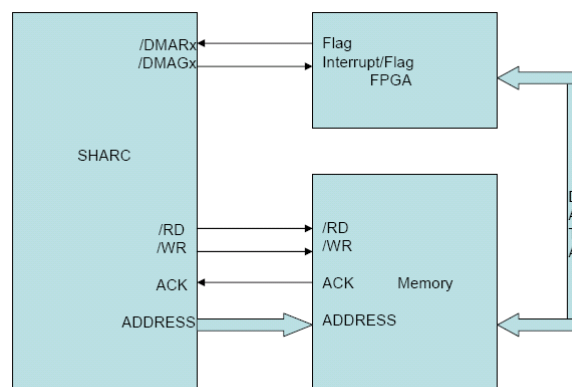 /DMARx
/DMAGx
SHARC
/RD
/WR
ACK
ADDRESS
Flag
Interrupt/Flag
FPGA
/RD
/WR
ACK
Memory
ADDRESS